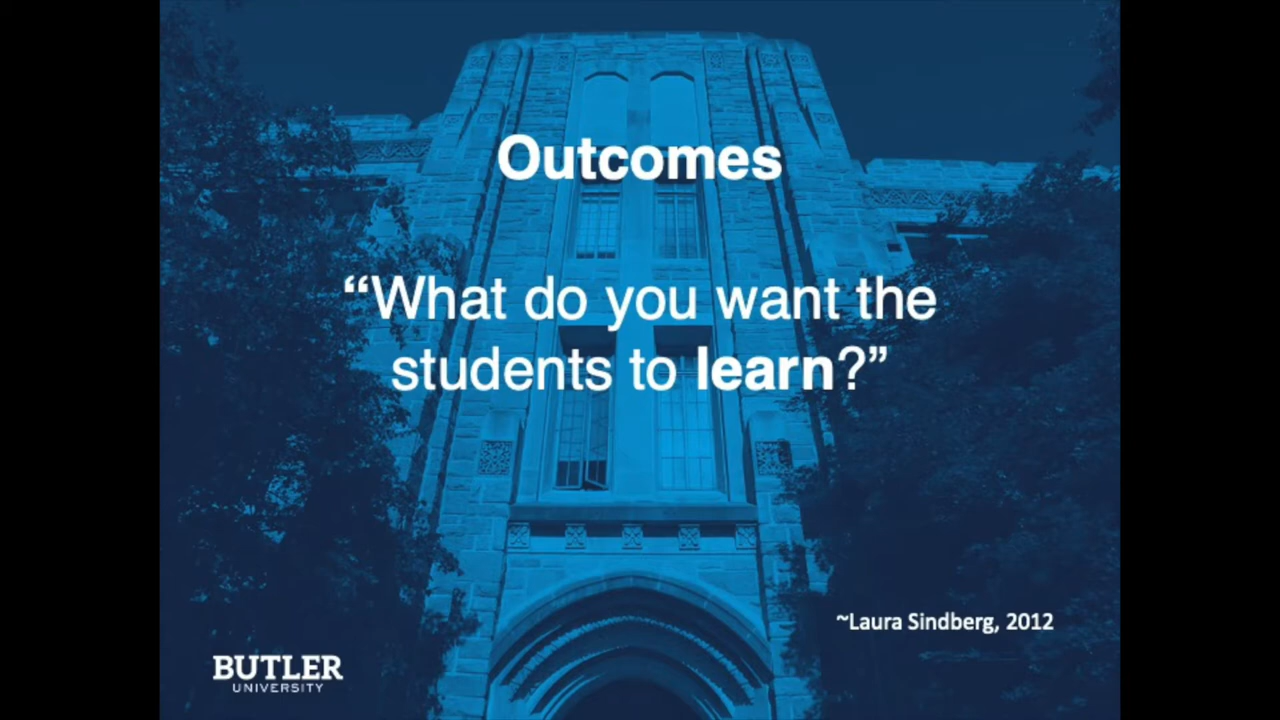 Outcomes
“What do you want the
students to learn?”
~Laura Sindberg, 2012
BUTLER
UNIVERSITY